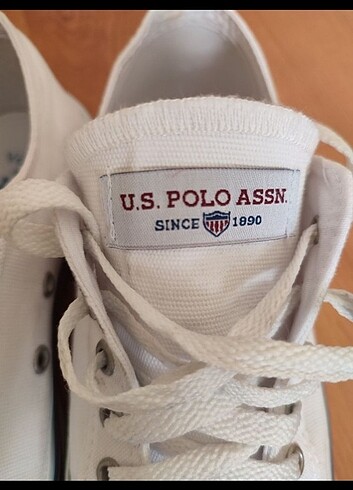 U.S. POLO ASSN.
SINCE 1890